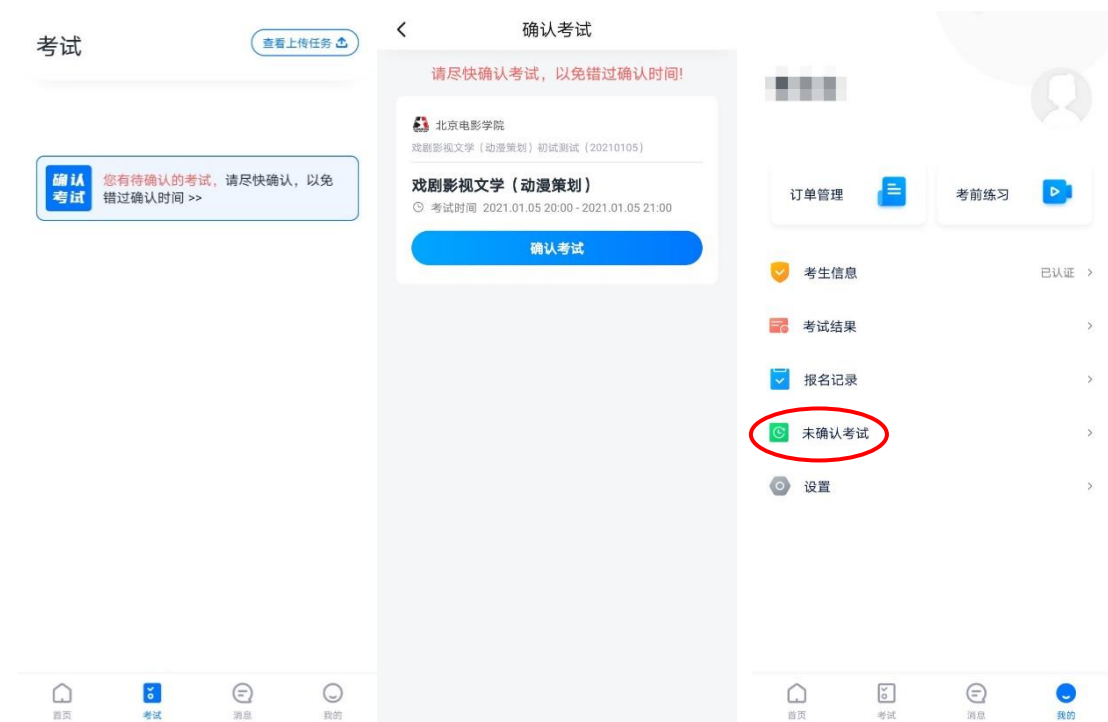 考试
查看上传任务
确认
考试
您有待确认的考试，请尽快确认，以免
错过确认时间 >>
首页
考试
消息
我的
确认考试
请尽快确认考试，以免错过确认时间!
北京电影学院
戏剧影视文学（动漫策划）初试测试（20210105）
戏剧影视文学（动漫策划）
考试时间 2021.01.05 20:00 - 2021.01.05 21:00
确认考试
订单管理
考前练习
考生信息
已认证
考试结果
报名记录
未确认考试
设置
首页
考试
消息
我的